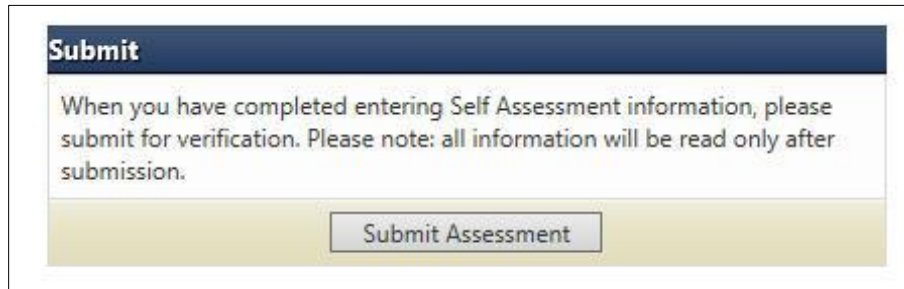 Submit
When you have completed entering Self Assessment information, please
submit for verification. Please note: all information will be read only after
submission.
Submit Assessment